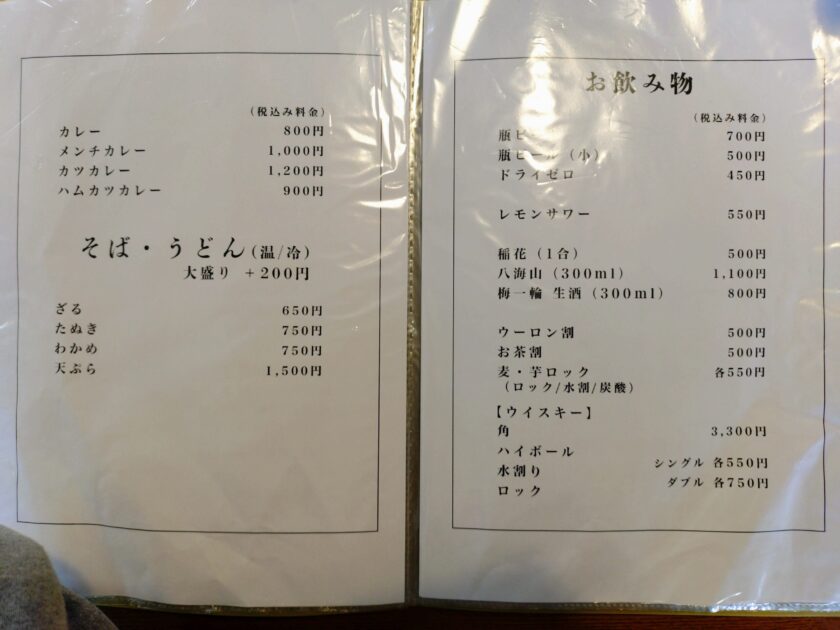 (税込み料金)
カレー 800円
メンチカレー 1,000円
カツカレー 1,200円
ハムカツカレー 900円
そば・うどん(温/冷)
大盛り +200円
ざる 650円
たぬき 750円
わかめ 750円
天ぷら 1,500円
お飲み物
(税込み料金)
瓶ビール 700円
瓶ビール(小) 500円
ドライゼロ 450円
レモンサワー 550円
稲花(1合) 500円
八海山(300ml) 1,100円
梅一輪 生酒(300ml) 800円
ウーロン割 500円
お茶割 500円
麦・芋ロック 各550円
(ロック/水割/炭酸)
【ウイスキー】
角 3,300円
ハイボール
水割り シングル 各550円
ロック ダブル 各750円